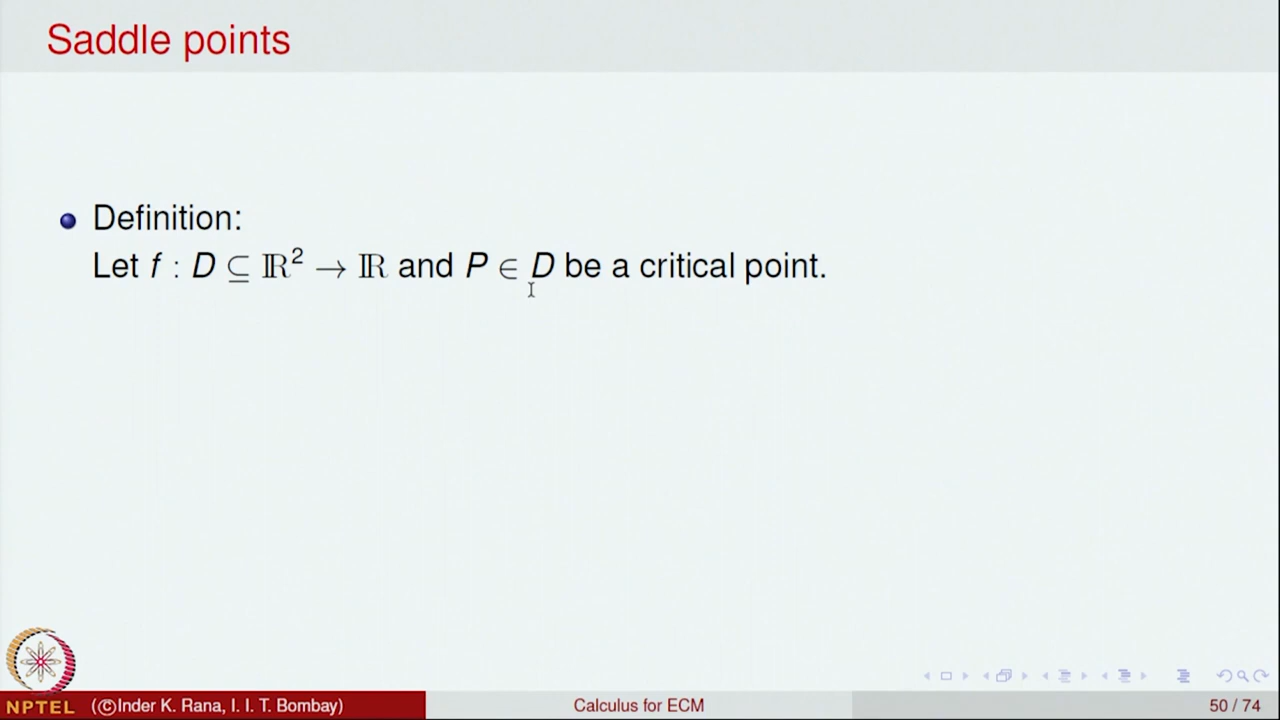 Saddle points
Definition:
Let f : D ⊆ ℝ² → ℝ and P ∈ D be a critical point.
NPTEL (©Inder K. Rana, I. I. T. Bombay) Calculus for ECM 50 / 74